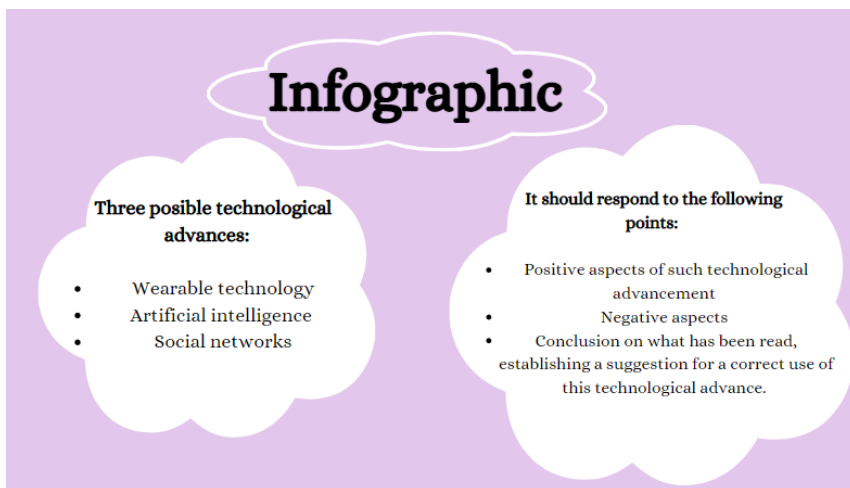 Infographic
Three posible technological
advances:
• Wearable technology
• Artificial intelligence
• Social networks
It should respond to the following
points:
• Positive aspects of such technological
advancement
• Negative aspects
• Conclusion on what has been read,
establishing a suggestion for a correct use of
this technological advance.